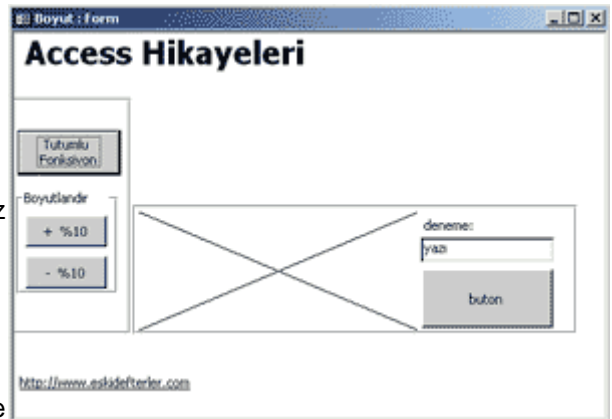 Boyut : form
Access Hikayeleri
Tutumlu
Fonksiyon
Boyutlandır
z
+ %10
- %10
deneme:
yazı
buton
http://www.eskidefterler.com
e